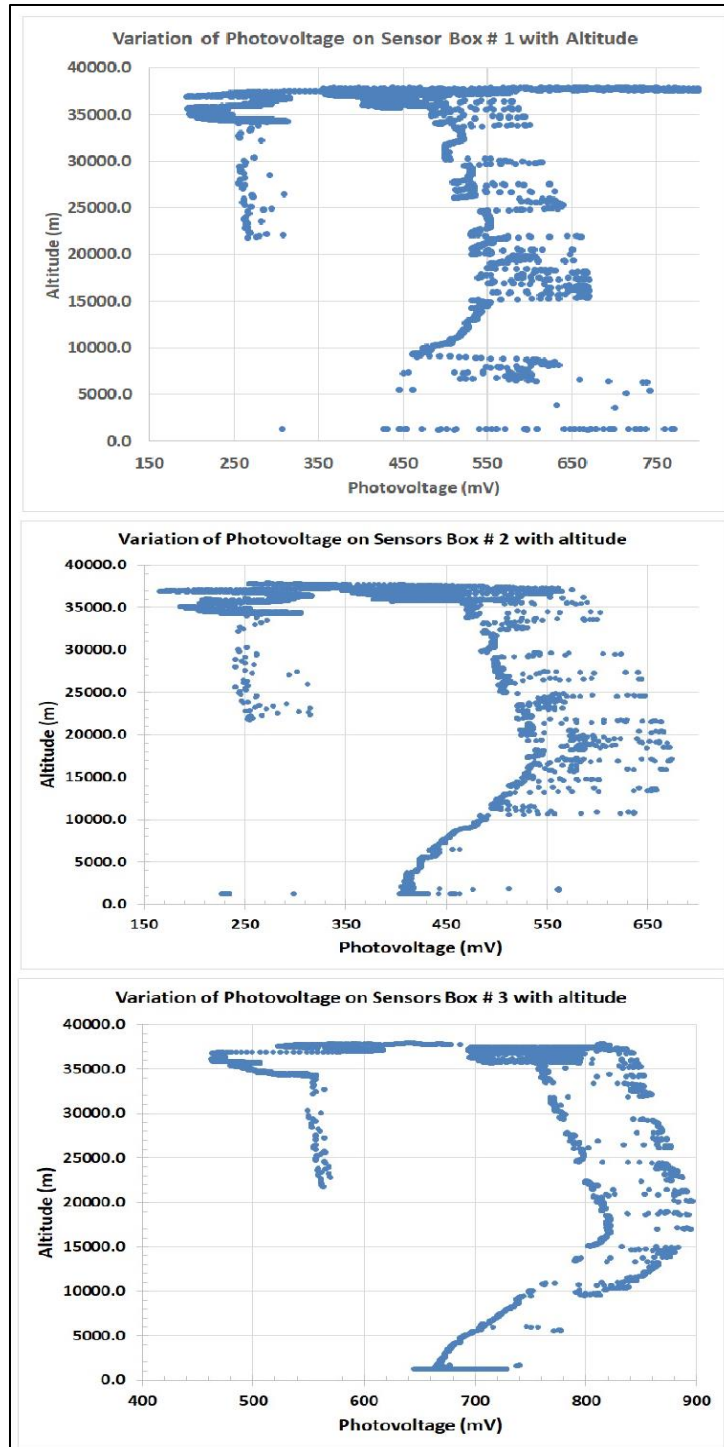 Variation of Photovoltage on Sensor Box # 1 with Altitude
40000.0
35000.0
30000.0
25000.0
20000.0
15000.0
10000.0
5000.0
0.0
Altitude (m)
150 250 350 450 550 650 750
Photovoltage (mV)
Variation of Photovoltage on Sensors Box # 2 with altitude
40000.0
35000.0
30000.0
25000.0
20000.0
15000.0
10000.0
5000.0
0.0
Altitude (m)
150 250 350 450 550 650
Photovoltage (mV)
Variation of Photovoltage on Sensors Box # 3 with altitude
40000.0
35000.0
30000.0
25000.0
20000.0
15000.0
10000.0
5000.0
0.0
Altitude (m)
400 500 600 700 800 900
Photovoltage (mV)